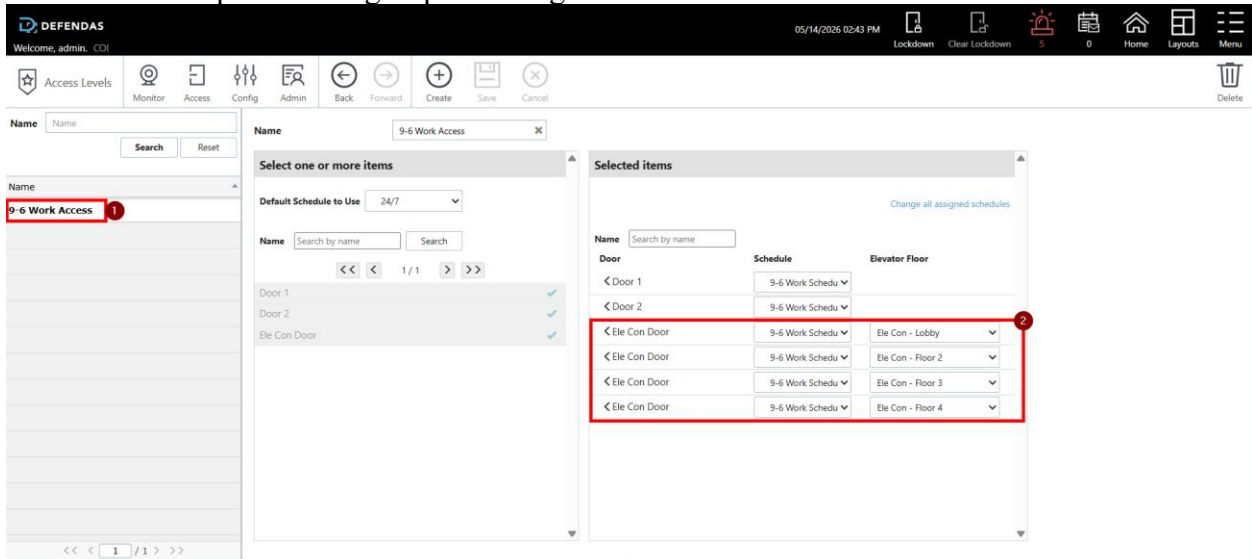 DEFENDAS
Welcome, admin. COI
05/14/2026 02:43 PM
Lockdown
Clear Lockdown
5
0
Home
Layouts
Menu
Access Levels
Monitor
Access
Config
Admin
Back
Forward
Create
Save
Cancel
Delete
Name Name
Search Reset
Name
9-6 Work Access 1
<< < 1 / 1 > >>
Name 9-6 Work Access
Select one or more items
Default Schedule to Use 24/7
Name Search by name Search
<< < 1 / 1 > >>
Door 1
Door 2
Ele Con Door
Selected items
Change all assigned schedules
Name Search by name
Door Schedule Elevator Floor
Door 1 9-6 Work Schedu
Door 2 9-6 Work Schedu
2
Ele Con Door 9-6 Work Schedu Ele Con - Lobby
Ele Con Door 9-6 Work Schedu Ele Con - Floor 2
Ele Con Door 9-6 Work Schedu Ele Con - Floor 3
Ele Con Door 9-6 Work Schedu Ele Con - Floor 4